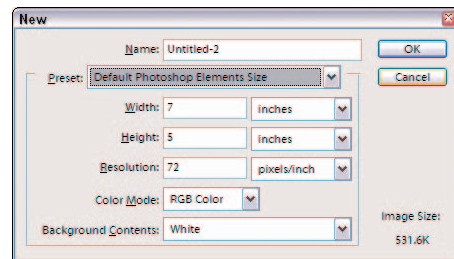 New
Name: Untitled-2
OK
Preset: Default Photoshop Elements Size
Cancel
Width: 7 inches
Height: 5 inches
Resolution: 72 pixels/inch
Color Mode: RGB Color
Image Size:
Background Contents: White
531.6K